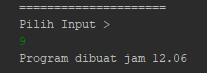 =====================
Pilih Input >
9
Program dibuat jam 12.06